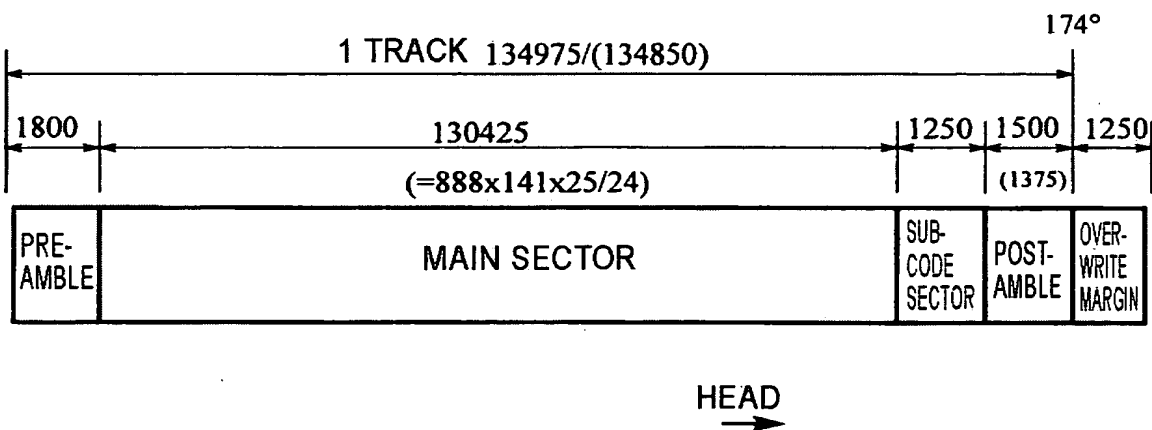 174°
1 TRACK 134975/(134850)
1800
130425
1250
1500
1250
(=888x141x25/24)
(1375)
PRE-
AMBLE
MAIN SECTOR
SUB-
CODE
SECTOR
POST-
AMBLE
OVER-
WRITE
MARGIN
HEAD